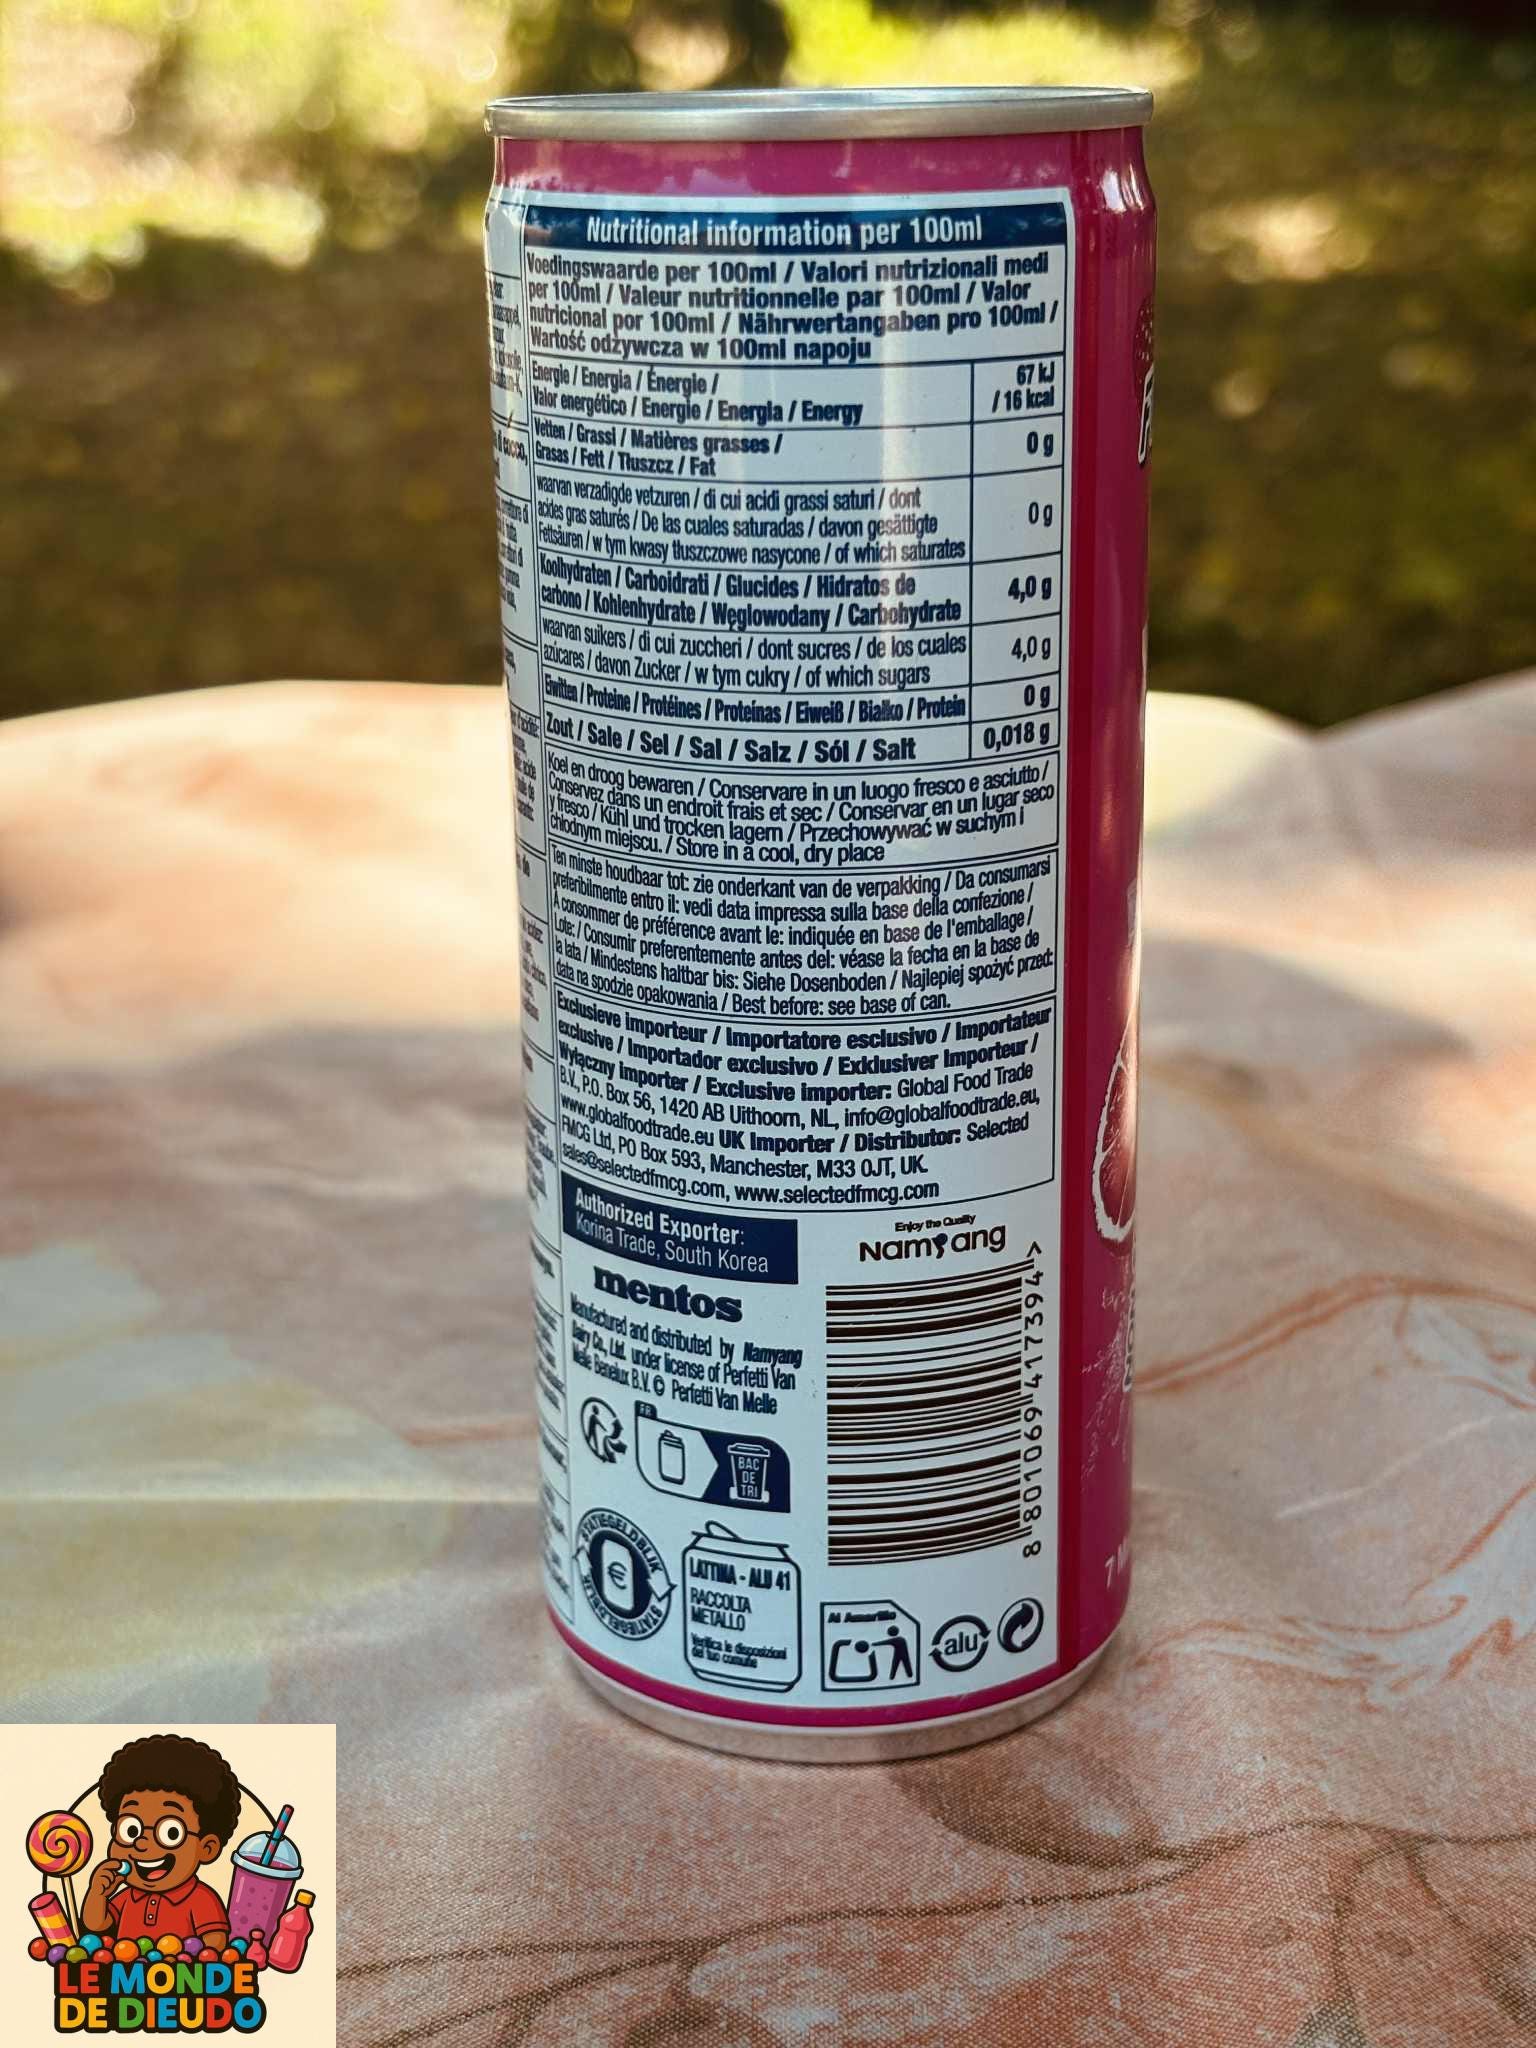 Nutritional information per 100ml
Voedingswaarde per 100ml / Valori nutrizionali medi
per 100ml / Valeur nutritionnelle par 100ml / Valor
nutricional por 100ml / Nährwertangaben pro 100ml /
Wartość odżywcza w 100ml napoju
Energie / Energia / Énergie /
Valor energético / Energie / Energia / Energy
67 kJ
/ 16 kcal
Vetten / Grassi / Matières grasses /
Grasas / Fett / Tłuszcz / Fat
0 g
waarvan verzadigde vetzuren / di cui acidi grassi saturi / dont
acides gras saturés / De las cuales saturadas / davon gesättigte
Fettsäuren / w tym kwasy tłuszczowe nasycone / of which saturates
0 g
Koolhydraten / Carboidrati / Glucides / Hidratos de
carbono / Kohlenhydrate / Węglowodany / Carbohydrate
4,0 g
waarvan suikers / di cui zuccheri / dont sucres / de los cuales
azúcares / davon Zucker / w tym cukry / of which sugars
4,0 g
Eiwitten / Proteine / Protéines / Proteínas / Eiweiß / Białko / Protein
0 g
Zout / Sale / Sel / Sal / Salz / Sól / Salt
0,018 g
Koel en droog bewaren / Conservare in un luogo fresco e asciutto /
Conservez dans un endroit frais et sec / Conservar en un lugar seco
y fresco / Kühl und trocken lagern / Przechowywać w suchym i
chłodnym miejscu. / Store in a cool, dry place
Ten minste houdbaar tot: zie onderkant van de verpakking / Da consumarsi
preferibilmente entro il: vedi data impressa sulla base della confezione /
À consommer de préférence avant le: indiquée en base de l'emballage /
Lote: / Consumir preferentemente antes del: véase la fecha en la base de
la lata / Mindestens haltbar bis: Siehe Dosenboden / Najlepiej spożyć przed:
data na spodzie opakowania / Best before: see base of can.
Exclusieve importeur / Importatore esclusivo / Importateur
exclusive / Importador exclusivo / Exklusiver Importeur /
Wyłączny importer / Exclusive importer: Global Food Trade
B.V., P.O. Box 56, 1420 AB Uithoorn, NL, info@globalfoodtrade.eu,
www.globalfoodtrade.eu UK Importer / Distributor: Selected
FMCG Ltd, PO Box 593, Manchester, M33 0JT, UK.
sales@selectedfmcg.com, www.selectedfmcg.com
Authorized Exporter:
Korina Trade, South Korea
Enjoy the Quality
Namyang
mentos
Manufactured and distributed by Namyang
Dairy Co., Ltd. under license of Perfetti Van
Melle Benelux B.V. © Perfetti Van Melle
8 801069 417394 >
FR
BAC
DE
TRI
STATIEGELDBLIK
STATIEGELDBLIK
€
LATTINA - ALU 41
RACCOLTA
METALLO
Verifica le disposizioni
del tuo comune
Al Amarillo
alu
LE MONDE
DE DIEUDO